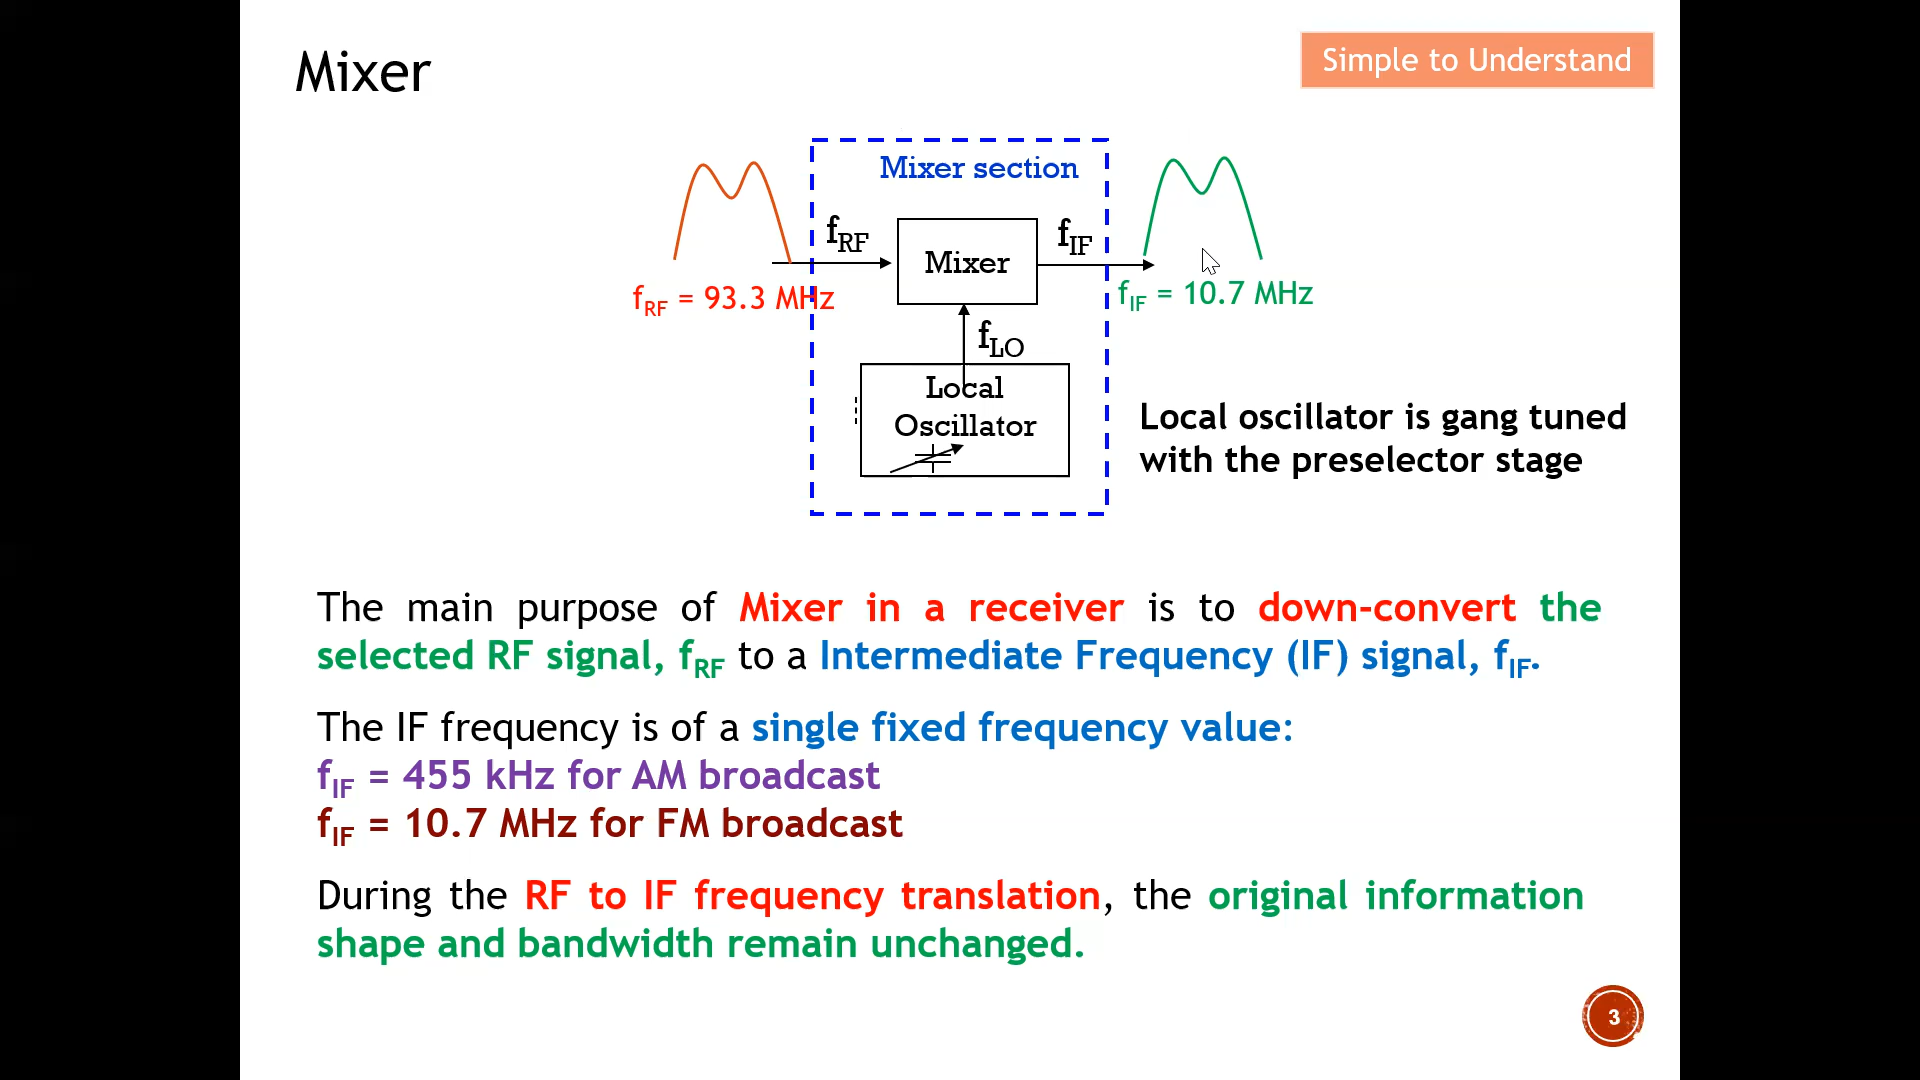 Mixer
Simple to Understand
Mixer section
fRF
Mixer
fIF
fRF = 93.3 MHz
fIF = 10.7 MHz
fLO
Local
Oscillator
Local oscillator is gang tuned
with the preselector stage
The main purpose of Mixer in a receiver is to down-convert the
selected RF signal, fRF to a Intermediate Frequency (IF) signal, fIF.
The IF frequency is of a single fixed frequency value:
fIF = 455 kHz for AM broadcast
fIF = 10.7 MHz for FM broadcast
During the RF to IF frequency translation, the original information
shape and bandwidth remain unchanged.
3